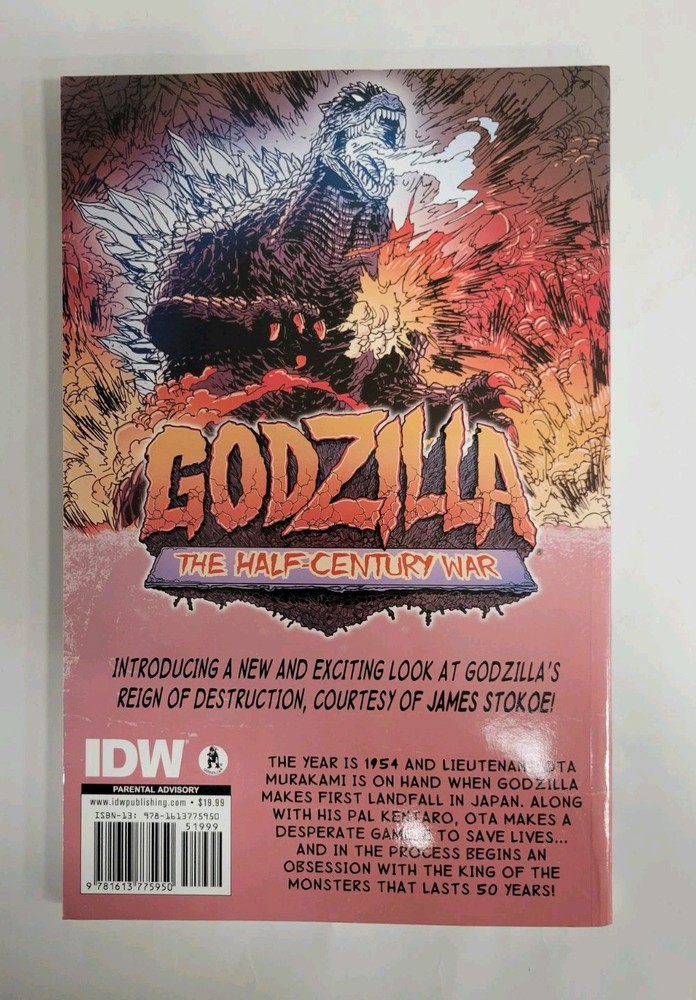 GODZILLA
THE HALF-CENTURY WAR
INTRODUCING A NEW AND EXCITING LOOK AT GODZILLA'S
REIGN OF DESTRUCTION, COURTESY OF JAMES STOKOE!
IDW
PARENTAL ADVISORY
www.idwpublishing.com • $19.99
ISBN-13: 978-1613775950
51999
9 781613 775950
THE YEAR IS 1954 AND LIEUTENANT OTA
MURAKAMI IS ON HAND WHEN GODZILLA
MAKES FIRST LANDFALL IN JAPAN. ALONG
WITH HIS PAL KENTARO, OTA MAKES A
DESPERATE GAMBLE TO SAVE LIVES...
AND IN THE PROCESS BEGINS AN
OBSESSION WITH THE KING OF THE
MONSTERS THAT LASTS 50 YEARS!